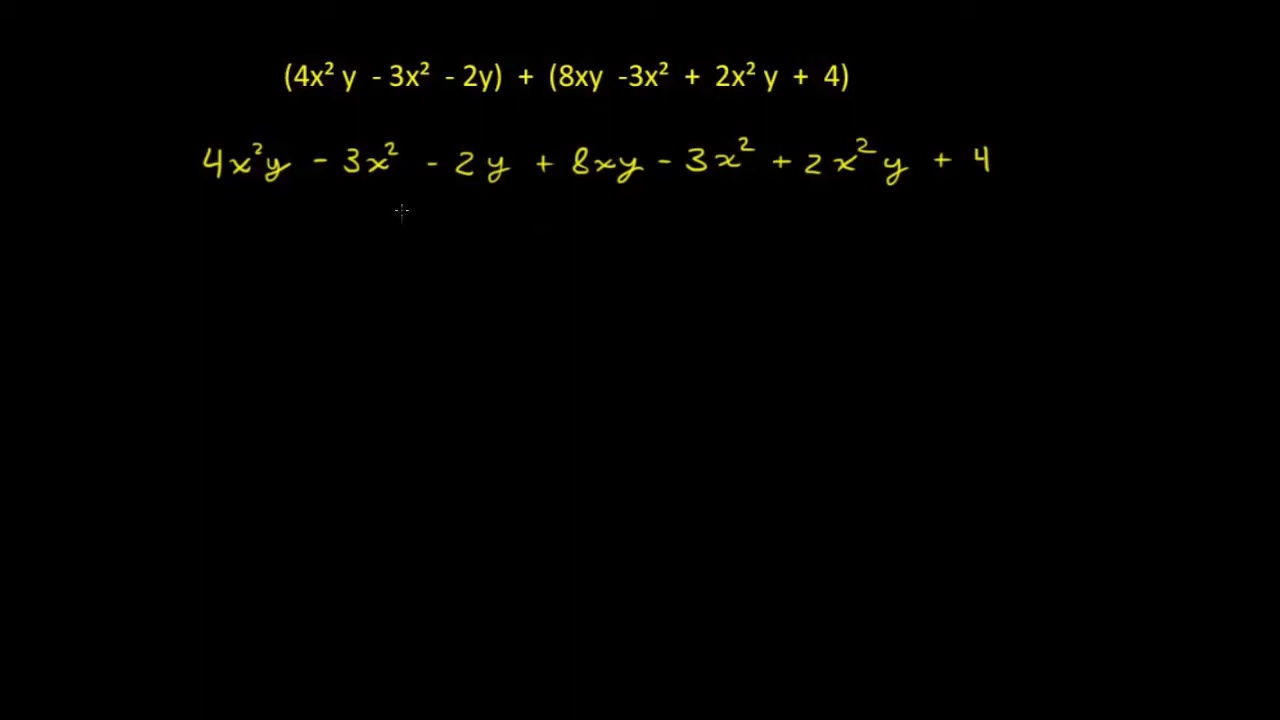 (4x² y - 3x² - 2y) + (8xy -3x² + 2x² y + 4)
4x²y - 3x² - 2y + 8xy - 3x² + 2x²y + 4